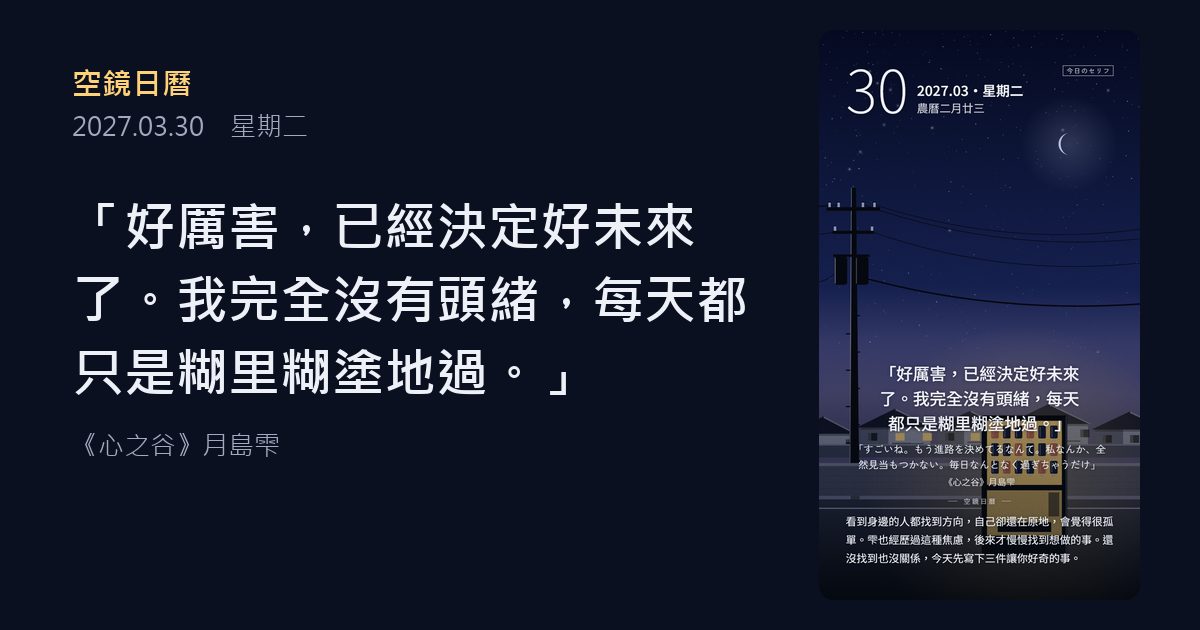 空鏡日曆
2027.03.30 星期二
「好厲害，已經決定好未來
了。我完全沒有頭緒，每天都
只是糊里糊塗地過。」
《心之谷》月島雫
30
2027.03・星期二
農曆二月廿三
今日のセリフ
「好厲害，已經決定好未來
了。我完全沒有頭緒，每天
都只是糊里糊塗地過。」
「すごいね。もう進路を決めてるなんて。私なんか、全
然見当もつかない。毎日なんとなく過ぎちゃうだけ」
《心之谷》月島雫
— 空鏡日曆 —
看到身邊的人都找到方向，自己卻還在原地，會覺得很孤
單。雫也經歷過這種焦慮，後來才慢慢找到想做的事。還
沒找到也沒關係，今天先寫下三件讓你好奇的事。